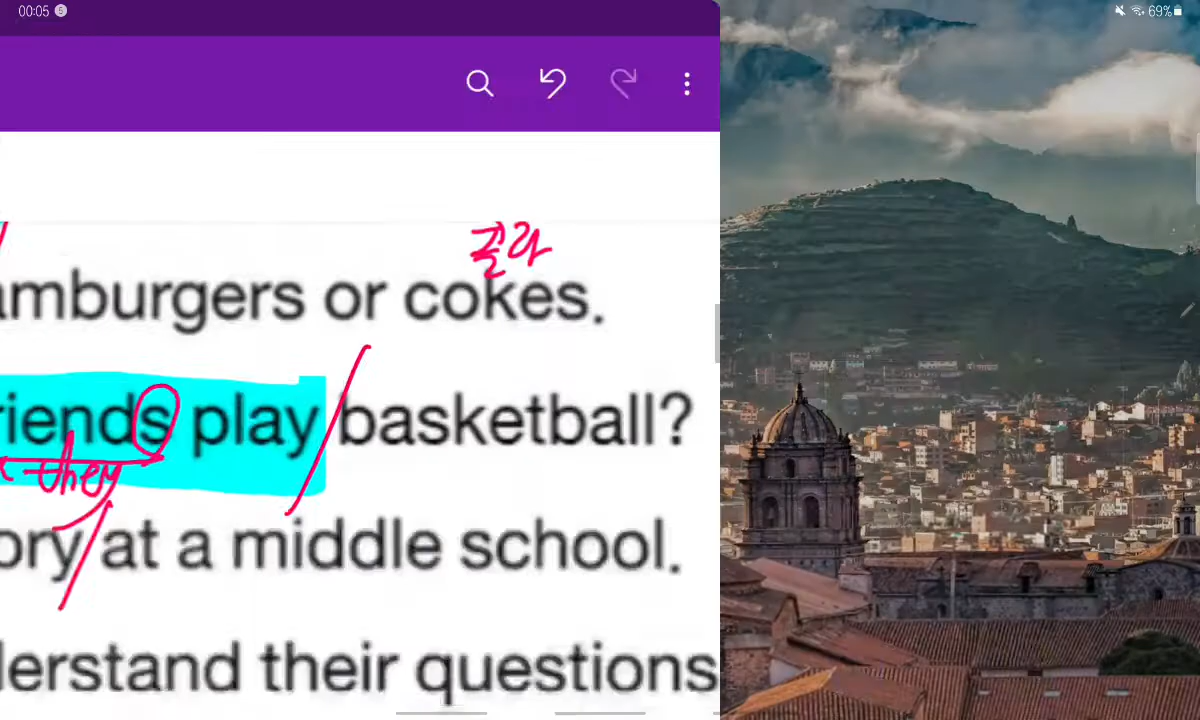 00:05 5
69%
콜라
amburgers or cokes.
riends play basketball?
they
ory at a middle school.
lerstand their questions